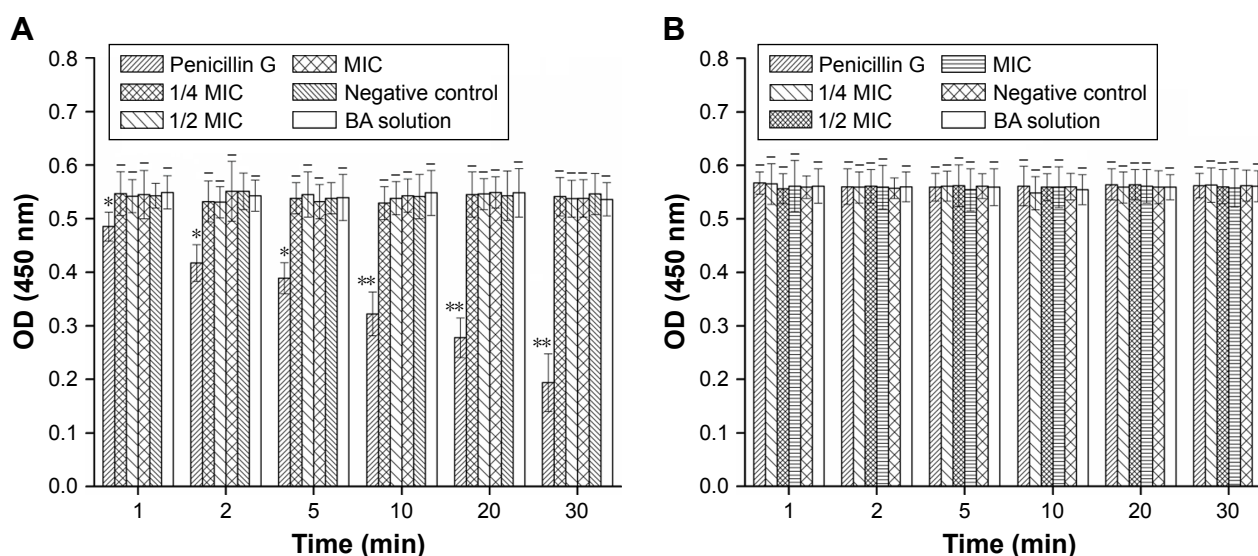 A
OD (450 nm)
0.8
0.7
0.6
0.5
0.4
0.3
0.2
0.1
0.0
Penicillin G MIC
1/4 MIC Negative control
1/2 MIC BA solution
* * * ** ** **
1 2 5 10 20 30
Time (min)
B
OD (450 nm)
0.8
0.7
0.6
0.5
0.4
0.3
0.2
0.1
0.0
Penicillin G MIC
1/4 MIC Negative control
1/2 MIC BA solution
1 2 5 10 20 30
Time (min)